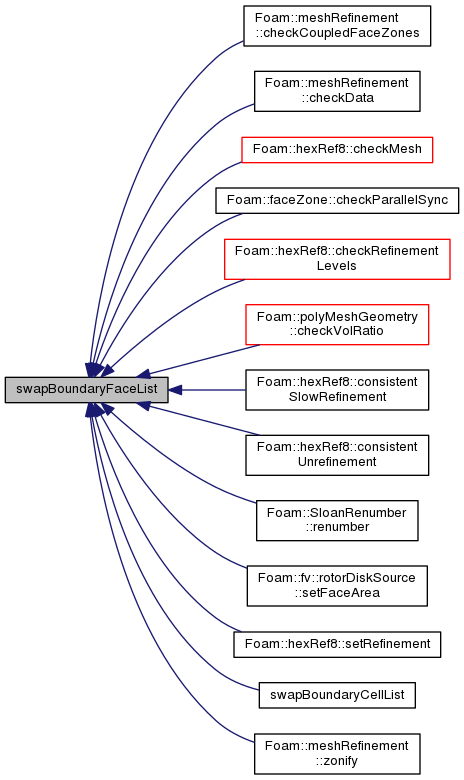 Foam::meshRefinement
::checkCoupledFaceZones
Foam::meshRefinement
::checkData
Foam::hexRef8::checkMesh
Foam::faceZone::checkParallelSync
Foam::hexRef8::checkRefinement
Levels
Foam::polyMeshGeometry
::checkVolRatio
swapBoundaryFaceList
Foam::hexRef8::consistent
SlowRefinement
Foam::hexRef8::consistent
Unrefinement
Foam::SloanRenumber
::renumber
Foam::fv::rotorDiskSource
::setFaceArea
Foam::hexRef8::setRefinement
swapBoundaryCellList
Foam::meshRefinement
::zonify